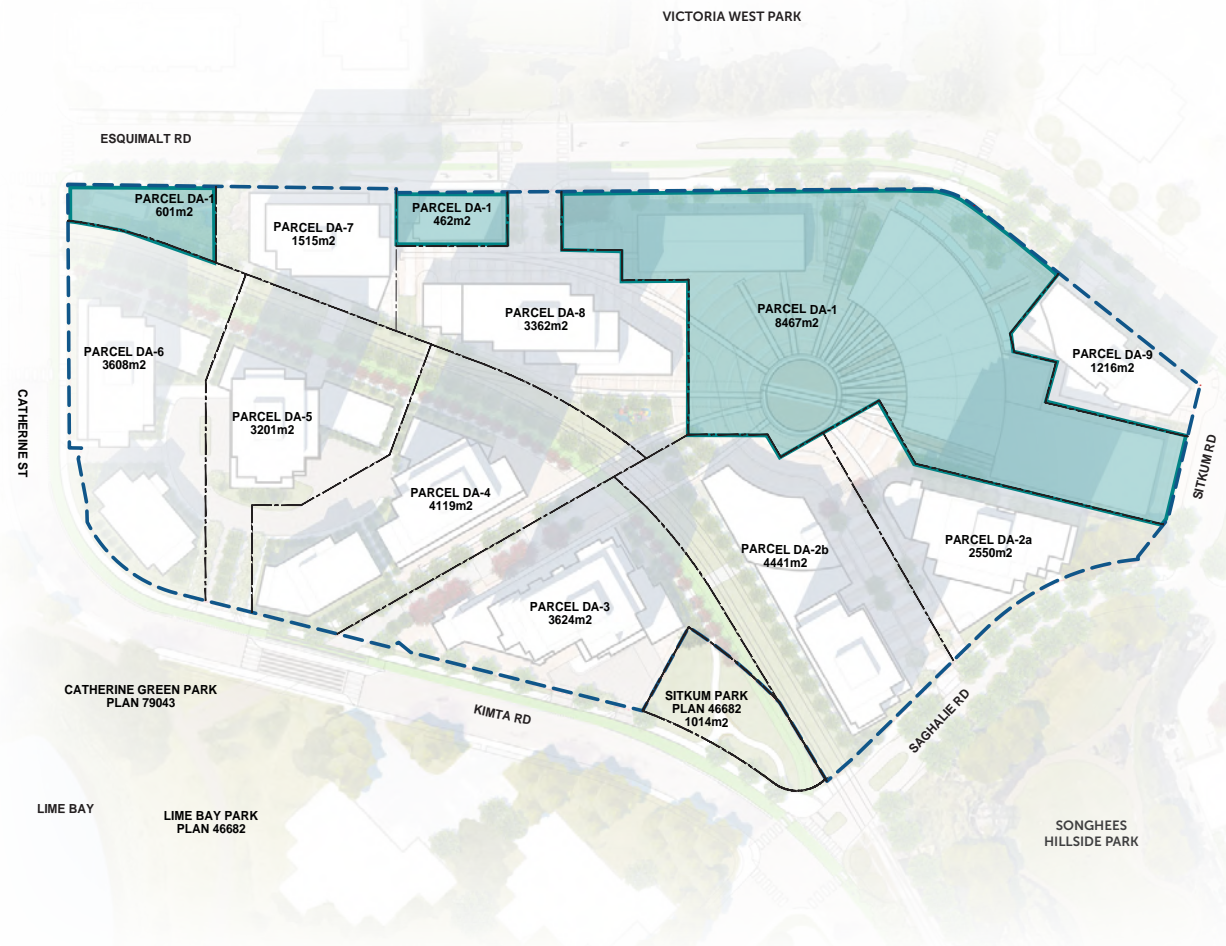 VICTORIA WEST PARK
ESQUIMALT RD
PARCEL DA-1
601m2
PARCEL DA-7
1515m2
PARCEL DA-1
462m2
PARCEL DA-8
3362m2
PARCEL DA-1
8467m2
PARCEL DA-9
1216m2
PARCEL DA-6
3608m2
CATHERINE ST
PARCEL DA-5
3201m2
SITKUM RD
PARCEL DA-4
4119m2
PARCEL DA-2b
4441m2
PARCEL DA-2a
2550m2
PARCEL DA-3
3624m2
CATHERINE GREEN PARK
PLAN 79043
SITKUM PARK
PLAN 46682
1014m2
KIMTA RD
SAGHALIE RD
LIME BAY
LIME BAY PARK
PLAN 46682
SONGHEES
HILLSIDE PARK